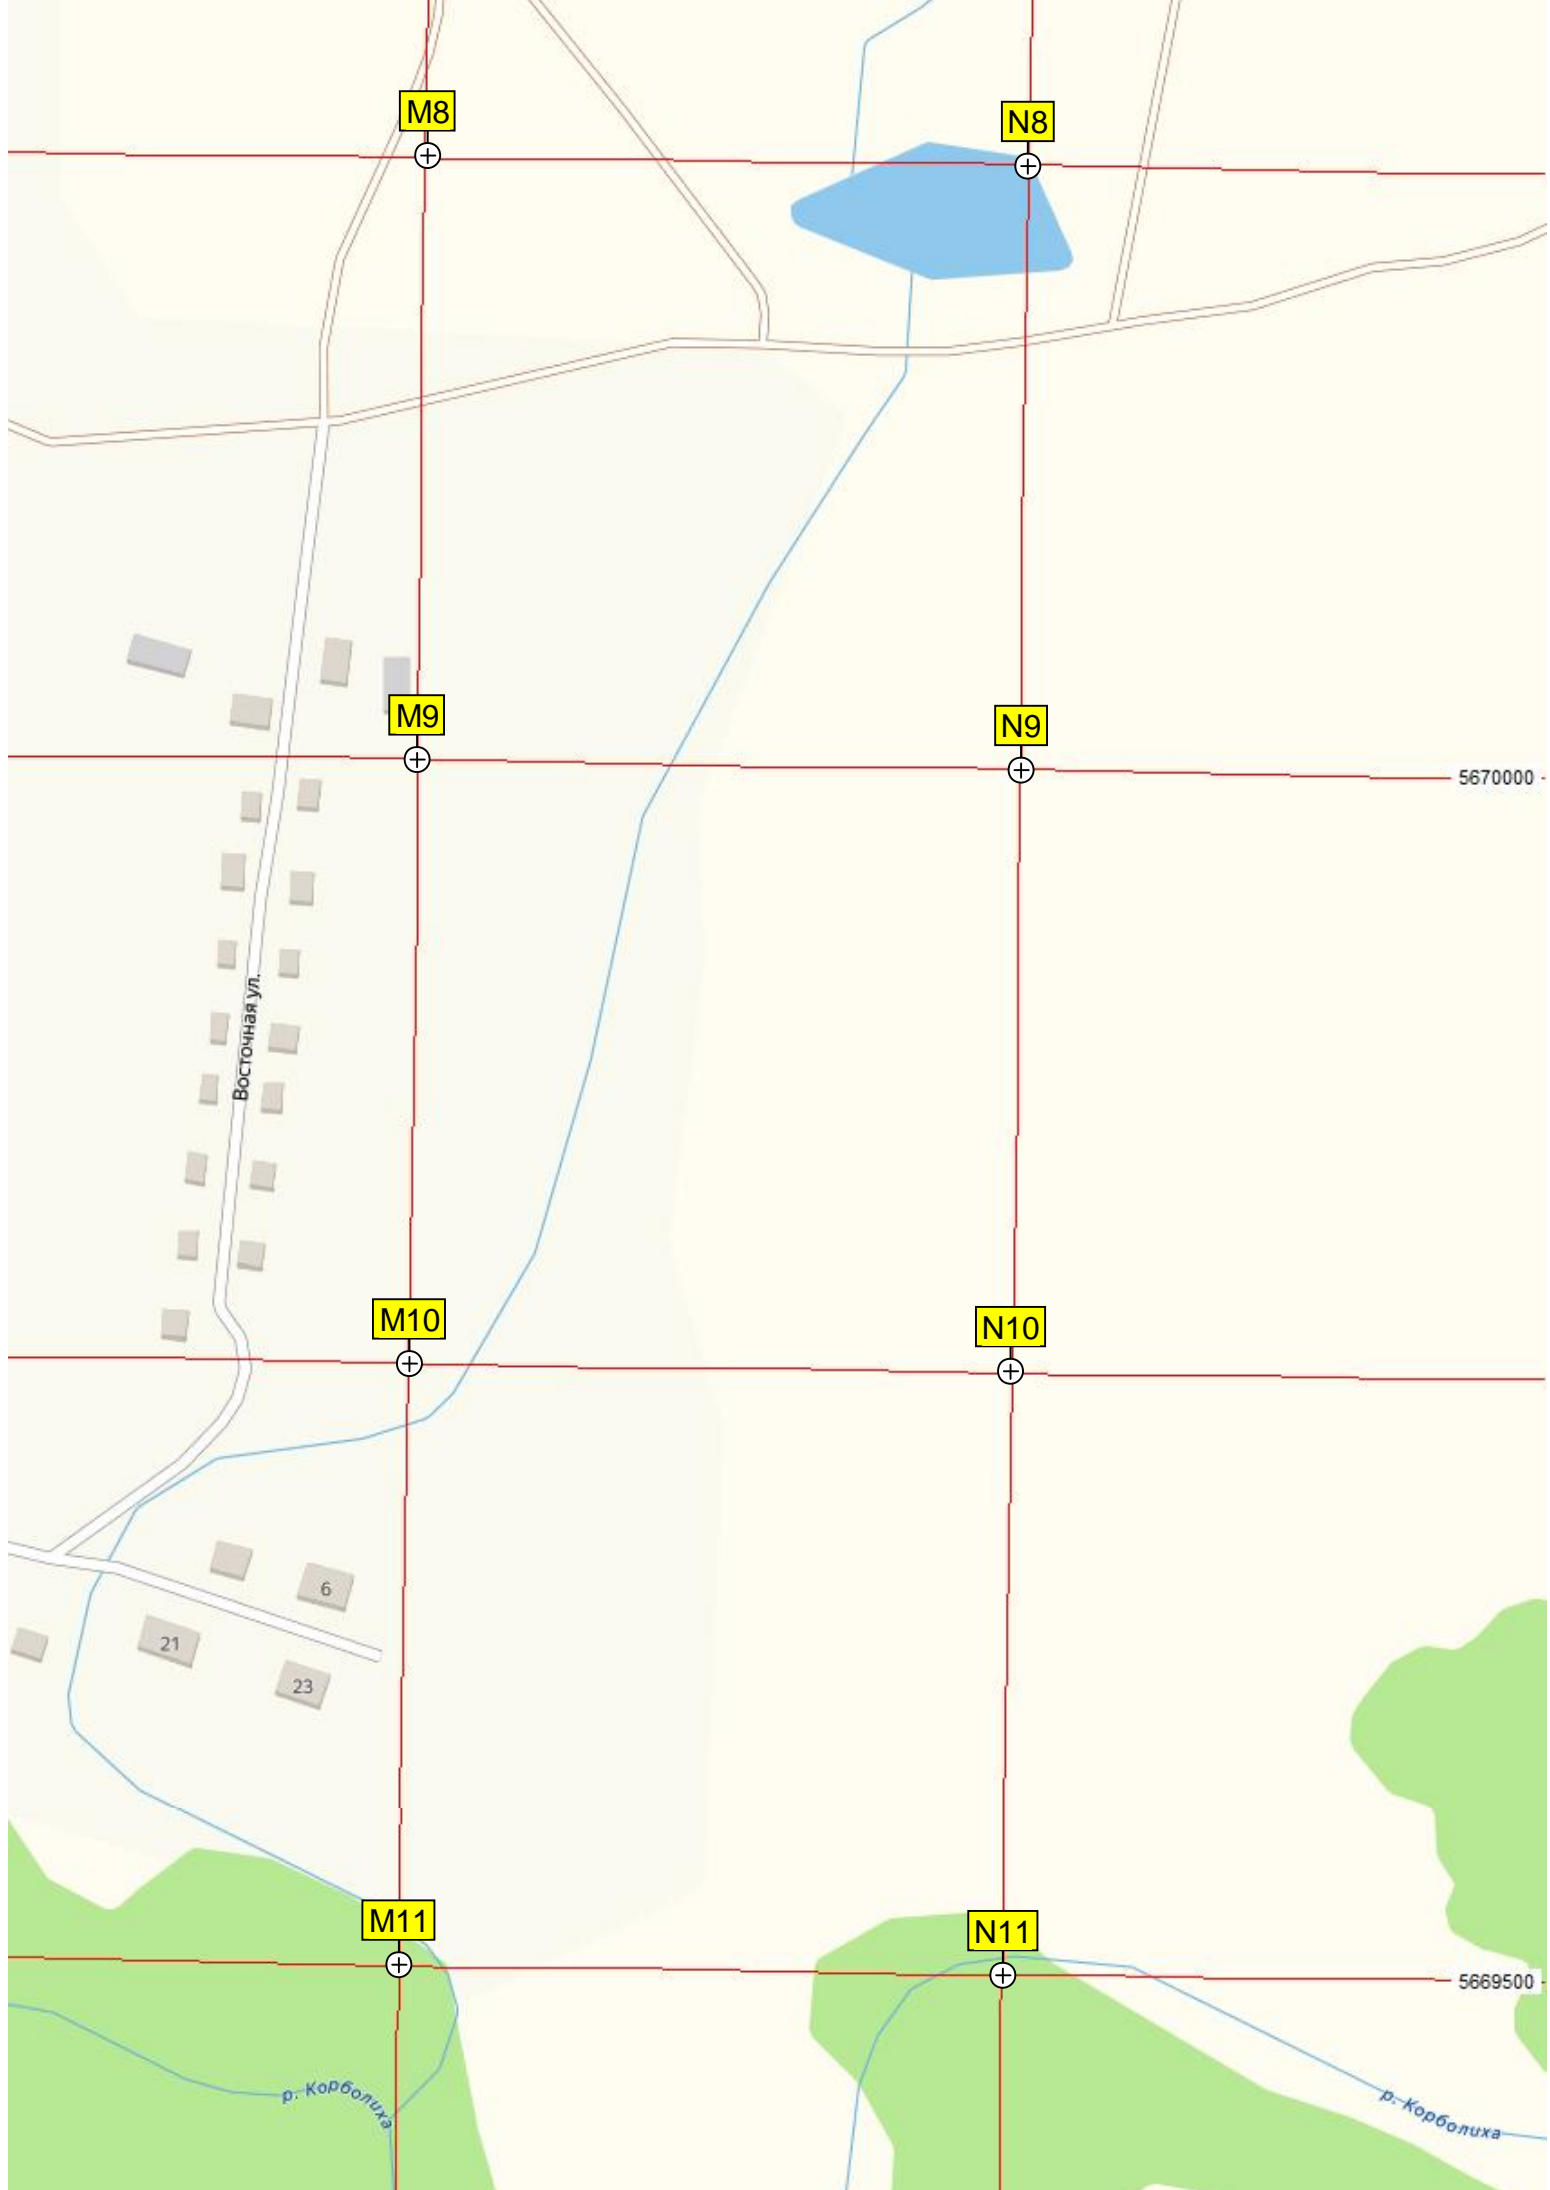 M8
N8
M9
N9
5670000
Восточная ул.
M10
N10
6
21
23
M11
N11
5669500
р. Корболиха
р. Корболиха